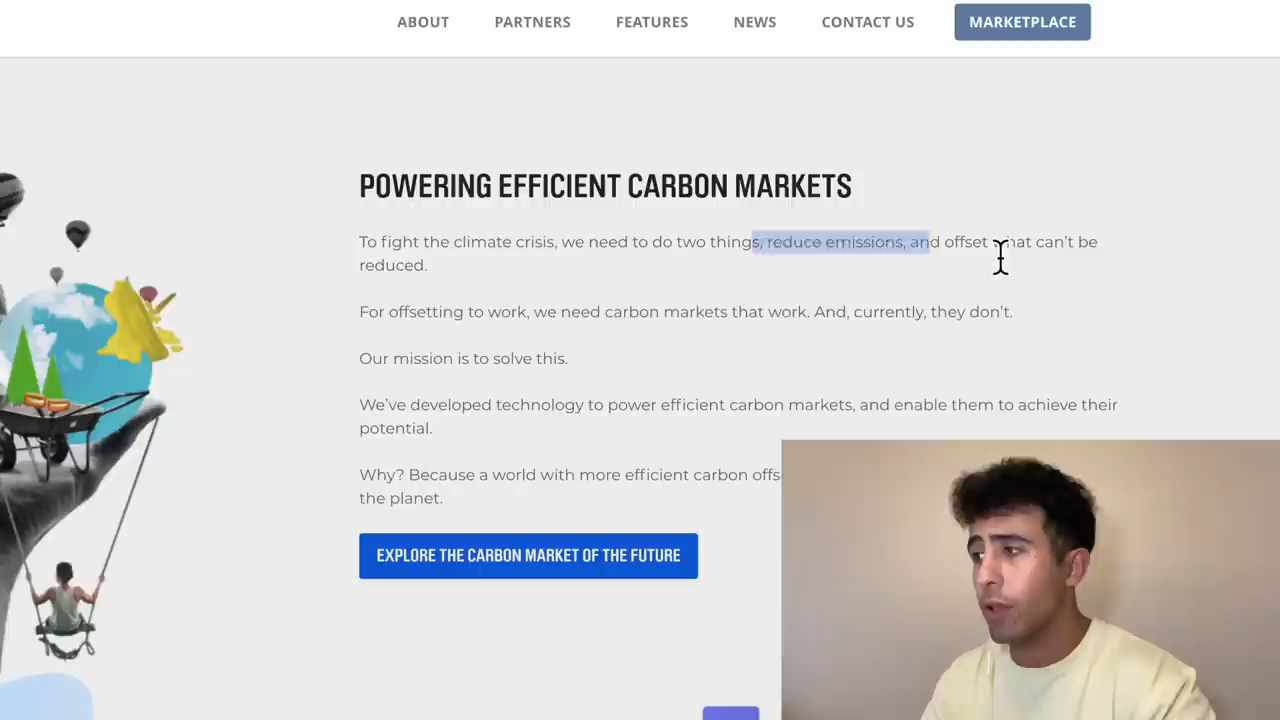 ABOUT PARTNERS FEATURES NEWS CONTACT US MARKETPLACE
POWERING EFFICIENT CARBON MARKETS
To fight the climate crisis, we need to do two things, reduce emissions, and offset what can’t be
reduced.
For offsetting to work, we need carbon markets that work. And, currently, they don’t.
Our mission is to solve this.
We’ve developed technology to power efficient carbon markets, and enable them to achieve their
potential.
Why? Because a world with more efficient carbon
the planet.
EXPLORE THE CARBON MARKET OF THE FUTURE